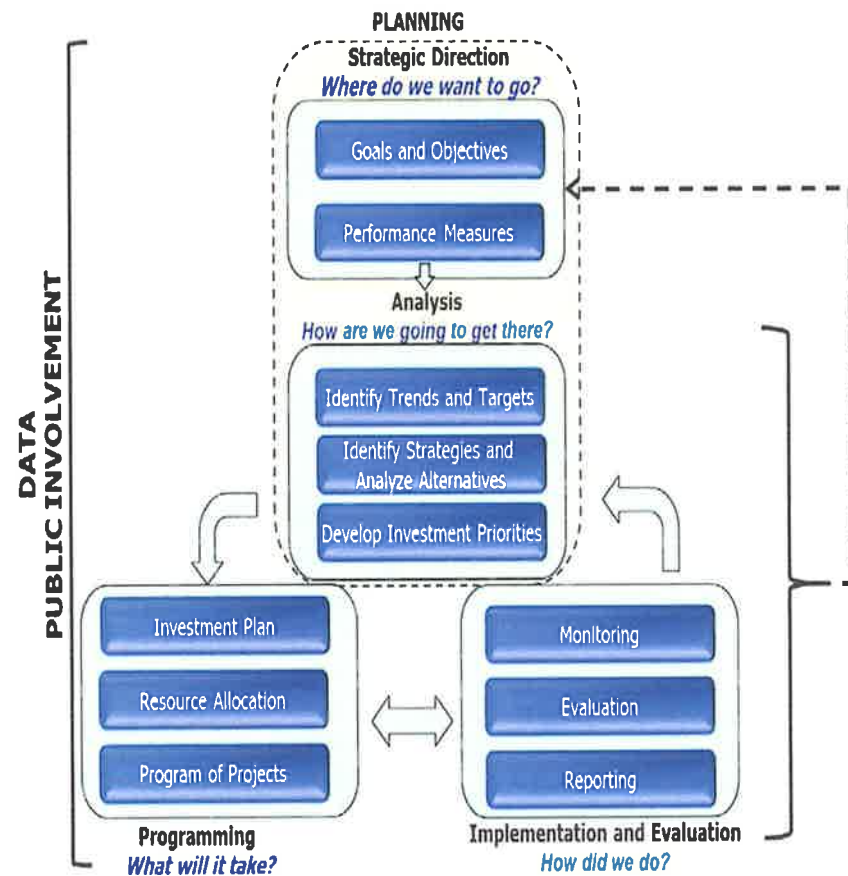 PLANNING
Strategic Direction
Where do we want to go?
Goals and Objectives
Performance Measures
Analysis
How are we going to get there?
Identify Trends and Targets
Identify Strategies and
Analyze Alternatives
Develop Investment Priorities
DATA
PUBLIC INVOLVEMENT
Investment Plan
Resource Allocation
Program of Projects
Programming
What will it take?
Monitoring
Evaluation
Reporting
Implementation and Evaluation
How did we do?